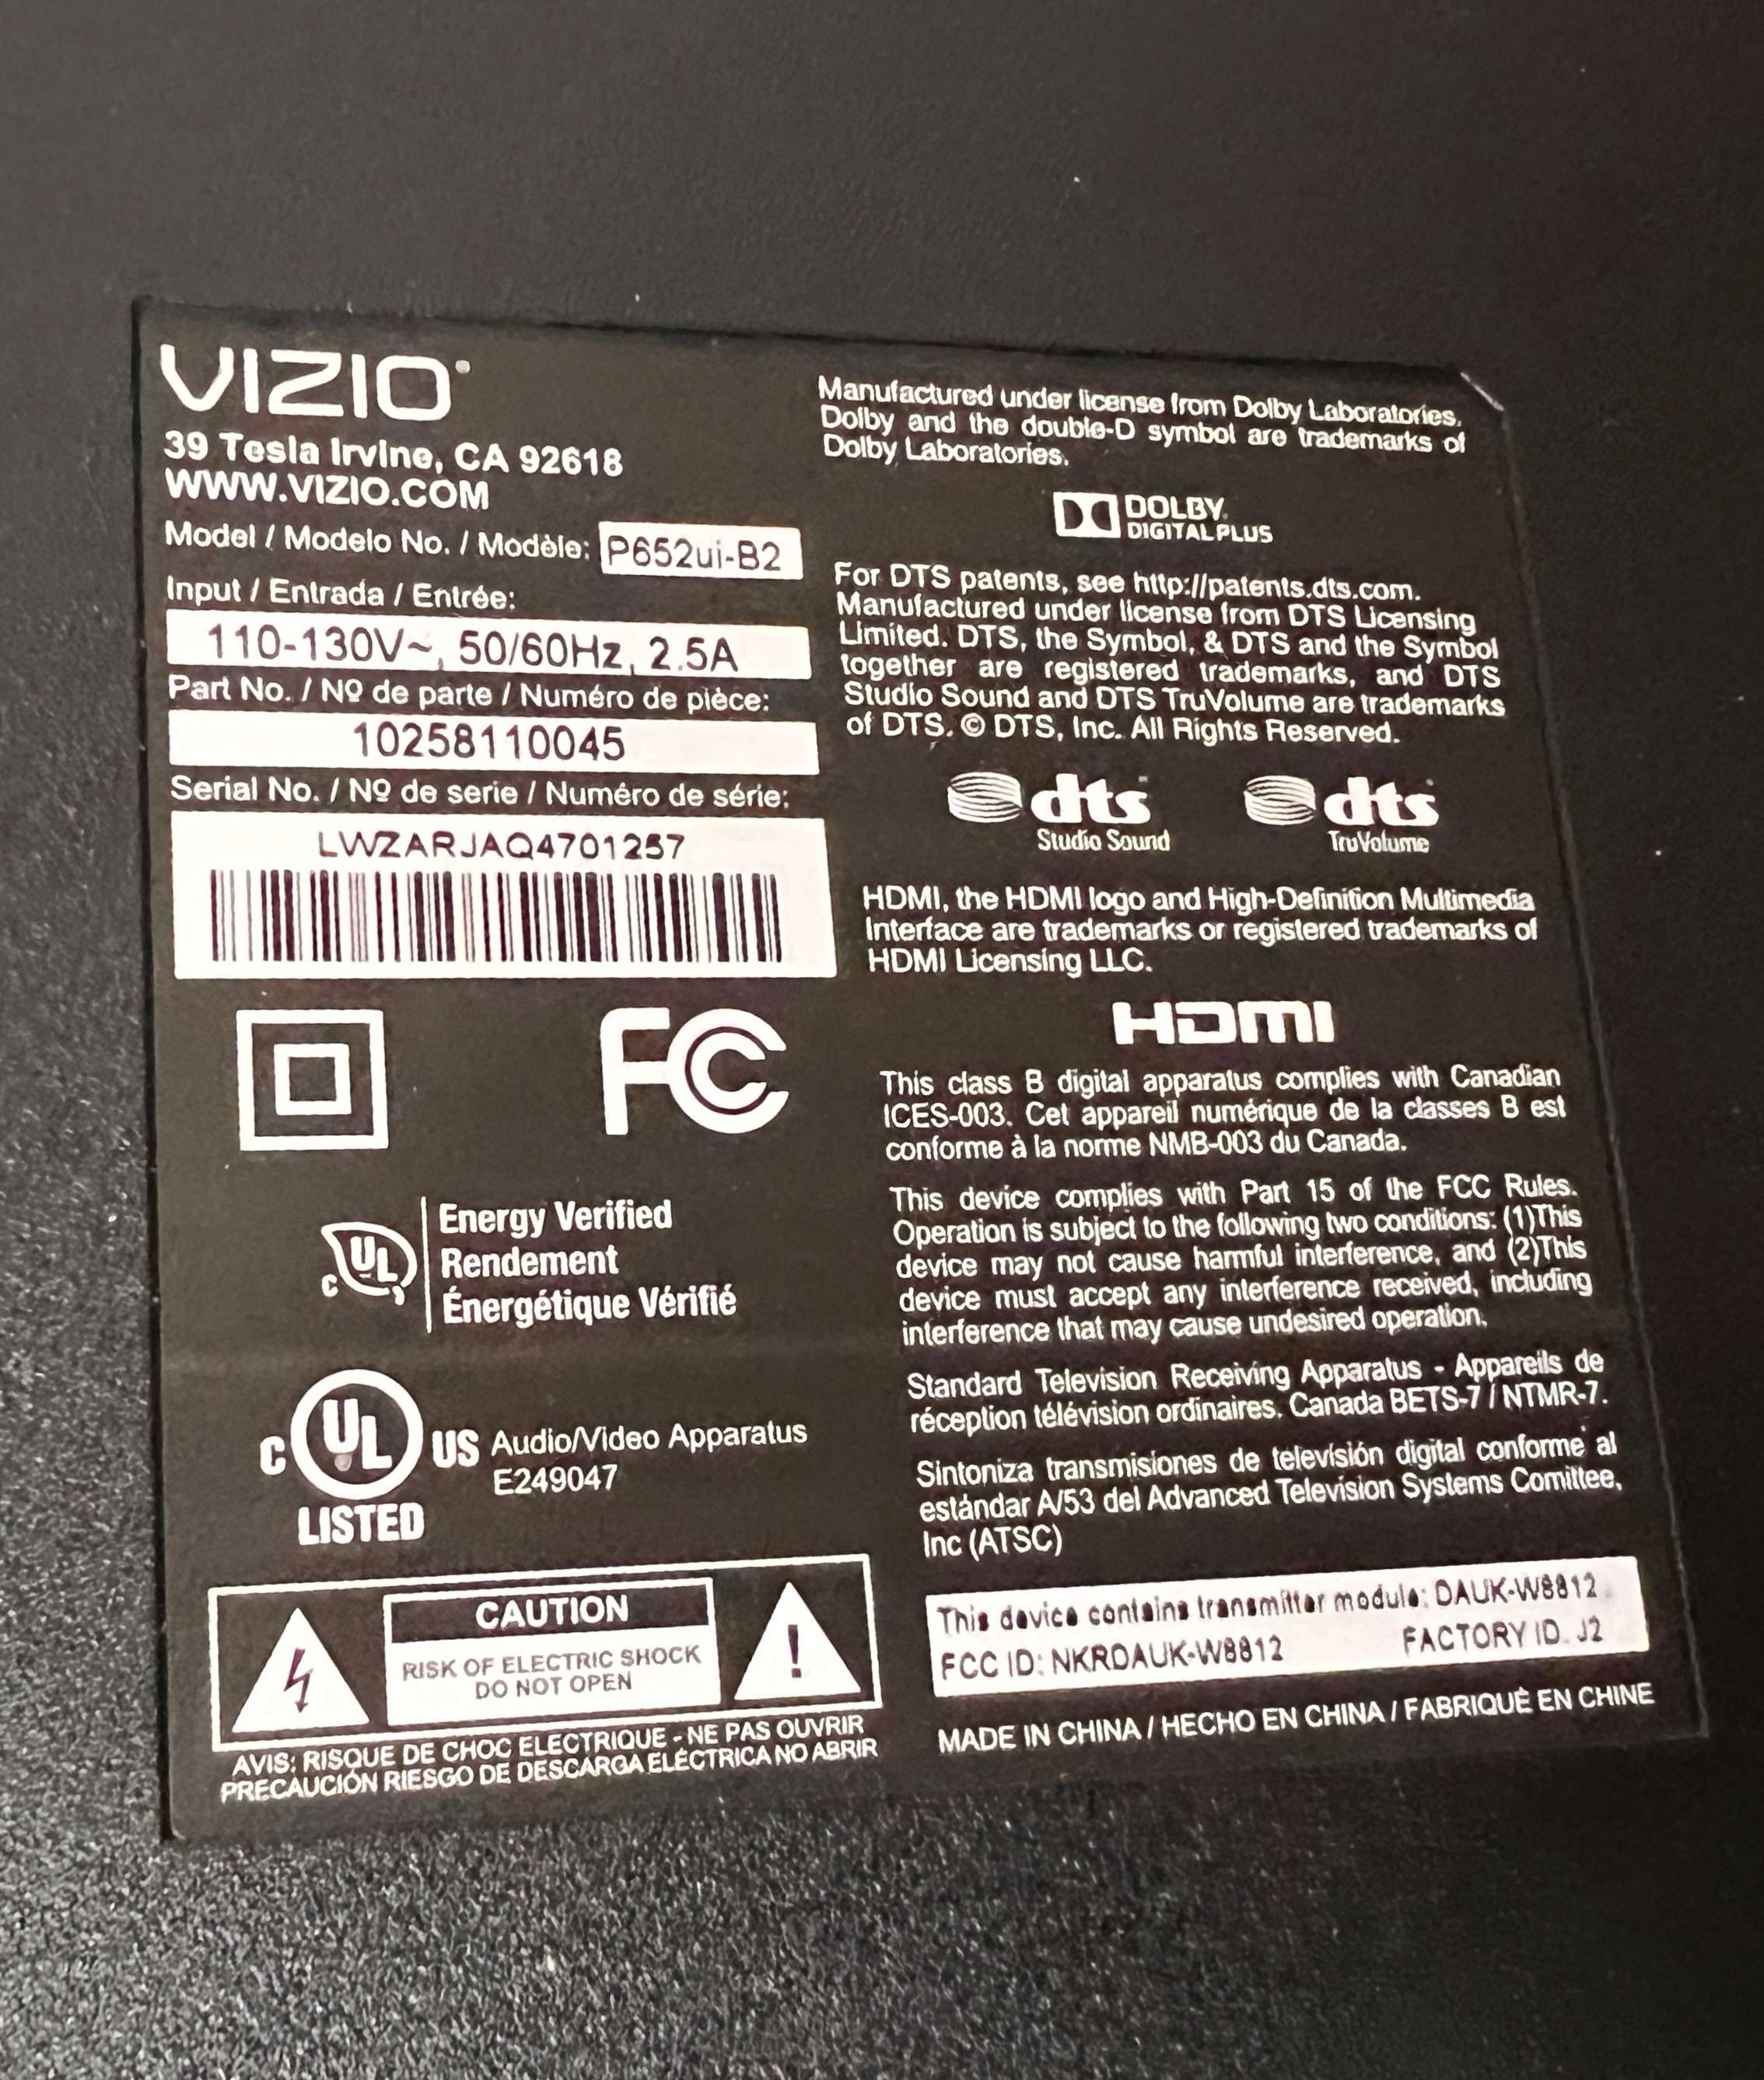 VIZIO
39 Tesla Irvine, CA 92618
WWW.VIZIO.COM
Model / Modelo No. / Modèle: P652ui-B2
Input / Entrada / Entrée:
110-130V~, 50/60Hz, 2.5A
Part No. / Nº de parte / Numéro de pièce:
10258110045
Serial No. / Nº de serie / Numéro de série:
LWZARJAQ4701257
FC
c UL
Energy Verified
Rendement
Énergétique Vérifié
c UL US Audio/Video Apparatus
E249047
LISTED
CAUTION
RISK OF ELECTRIC SHOCK
DO NOT OPEN
!
AVIS: RISQUE DE CHOC ELECTRIQUE - NE PAS OUVRIR
PRECAUCIÓN RIESGO DE DESCARGA ELÉCTRICA NO ABRIR
Manufactured under license from Dolby Laboratories.
Dolby and the double-D symbol are trademarks of
Dolby Laboratories.
DOLBY
DIGITAL PLUS
For DTS patents, see http://patents.dts.com.
Manufactured under license from DTS Licensing
Limited. DTS, the Symbol, & DTS and the Symbol
together are registered trademarks, and DTS
Studio Sound and DTS TruVolume are trademarks
of DTS. © DTS, Inc. All Rights Reserved.
dts dts
Studio Sound TruVolume
HDMI, the HDMI logo and High-Definition Multimedia
Interface are trademarks or registered trademarks of
HDMI Licensing LLC.
HDMI
This class B digital apparatus complies with Canadian
ICES-003. Cet appareil numérique de la classes B est
conforme à la norme NMB-003 du Canada.
This device complies with Part 15 of the FCC Rules.
Operation is subject to the following two conditions: (1)This
device may not cause harmful interference, and (2)This
device must accept any interference received, including
interference that may cause undesired operation.
Standard Television Receiving Apparatus - Appareils de
réception télévision ordinaires. Canada BETS-7 / NTMR-7.
Sintoniza transmisiones de televisión digital conforme al
estándar A/53 del Advanced Television Systems Comittee,
Inc (ATSC)
This device contains transmitter module: DAUK-W8812
FCC ID: NKRDAUK-W8812 FACTORY ID. J2
MADE IN CHINA / HECHO EN CHINA / FABRIQUÉ EN CHINE